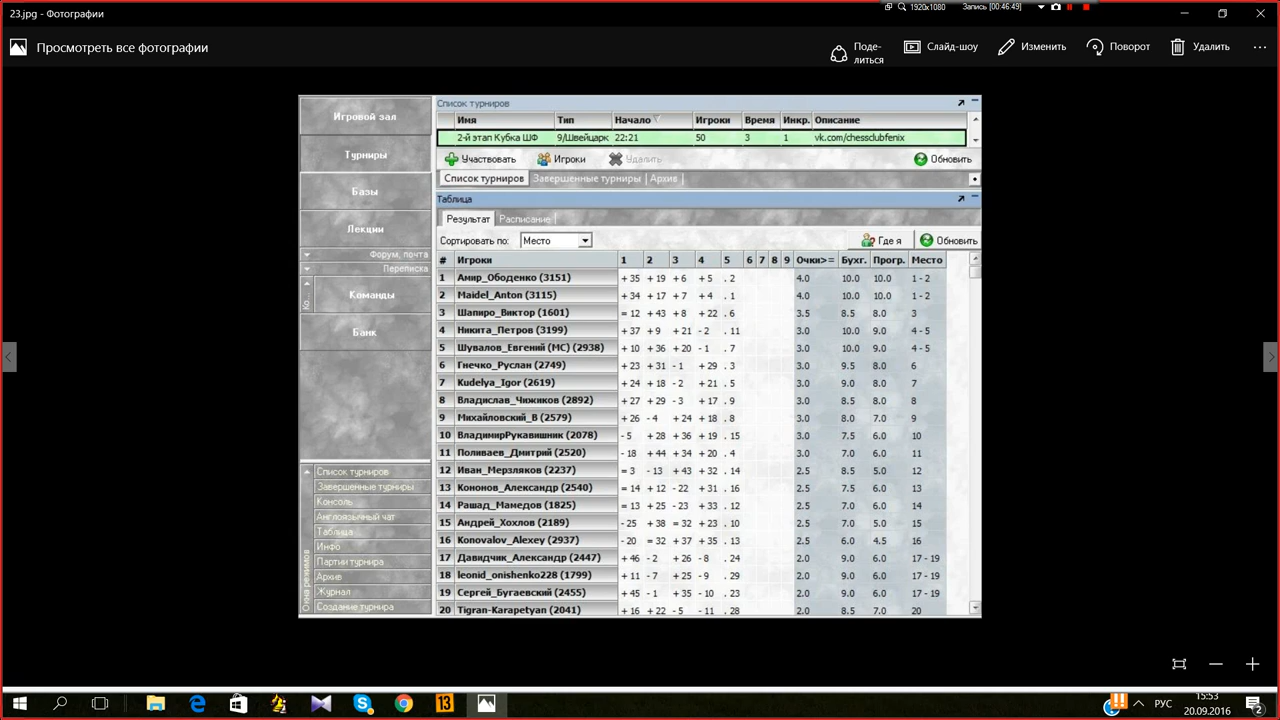 23.jpg - Фотографии
1920x1080 Запись [00:46:49]
Просмотреть все фотографии
Поде-
литься
Слайд-шоу
Изменить
Поворот
Удалить
Игровой зал
Турниры
Базы
Лекции
Форум, почта
Переписка
Ко.
Команды
Банк
Окна режимов
Список турниров
Завершенные турниры
Консоль
Англоязычный чат
Таблица
Инфо
Партии турнира
Архив
Журнал
Создание турнира
Список турниров
Имя Тип Начало Игроки Время Инкр. Описание
2-й этап Кубка ШФ 9/Швейцарк 22:21 50 3 1 vk.com/chessclubfenix
Участвовать Игроки Удалить Обновить
Список турниров Завершенные турниры Архив
Таблица
Результат Расписание
Сортировать по: Место Где я Обновить
# Игроки 1 2 3 4 5 6 7 8 9 Очки>= Бухг. Прогр. Место
1 Амир_Ободенко (3151) + 35 + 19 + 6 + 5 . 2 4.0 10.0 10.0 1 - 2
2 Maidel_Anton (3115) + 34 + 17 + 7 + 4 . 1 4.0 10.0 10.0 1 - 2
3 Шапиро_Виктор (1601) = 12 + 43 + 8 + 22 . 6 3.5 8.5 8.0 3
4 Никита_Петров (3199) + 37 + 9 + 21 - 2 . 11 3.0 10.0 9.0 4 - 5
5 Шувалов_Евгений (МС) (2938) + 10 + 36 + 20 - 1 . 7 3.0 10.0 9.0 4 - 5
6 Гнечко_Руслан (2749) + 23 + 31 - 1 + 29 . 3 3.0 9.5 8.0 6
7 Kudelya_Igor (2619) + 24 + 18 - 2 + 21 . 5 3.0 9.0 8.0 7
8 Владислав_Чижиков (2892) + 27 + 29 - 3 + 17 . 9 3.0 8.5 8.0 8
9 Михайловский_В (2579) + 26 - 4 + 24 + 18 . 8 3.0 8.0 7.0 9
10 ВладимирРукавишник (2078) - 5 + 28 + 36 + 19 . 15 3.0 7.5 6.0 10
11 Поливаев_Дмитрий (2520) - 18 + 44 + 34 + 20 . 4 3.0 7.0 6.0 11
12 Иван_Мерзляков (2237) = 3 - 13 + 43 + 32 . 14 2.5 8.5 5.0 12
13 Кононов_Александр (2540) = 14 + 12 - 22 + 31 . 16 2.5 7.5 6.0 13
14 Рашад_Мамедов (1825) = 13 + 25 - 23 + 33 . 12 2.5 7.0 6.0 14
15 Андрей_Хохлов (2189) - 25 + 38 = 32 + 23 . 10 2.5 7.0 5.0 15
16 Konovalov_Alexey (2937) - 20 = 32 + 37 + 35 . 13 2.5 6.0 4.5 16
17 Давидчик_Александр (2447) + 46 - 2 + 26 - 8 . 24 2.0 9.0 6.0 17 - 19
18 leonid_onishenko228 (1799) + 11 - 7 + 25 - 9 . 29 2.0 9.0 6.0 17 - 19
19 Сергей_Бугаевский (2455) + 45 - 1 + 35 - 10 . 23 2.0 9.0 6.0 17 - 19
20 Tigran-Karapetyan (2041) + 16 + 22 - 5 - 11 . 28 2.0 8.5 7.0 20
13
РУС
15:53
20.09.2016
2